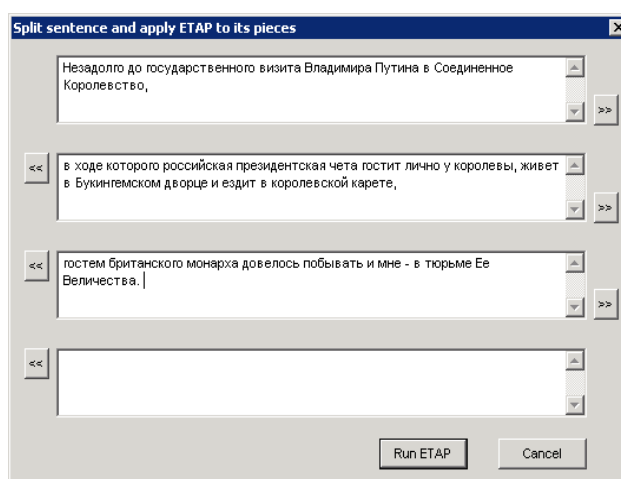 Split sentence and apply ETAP to its pieces
Незадолго до государственного визита Владимира Путина в Соединенное
Королевство,
>>
<<
в ходе которого российская президентская чета гостит лично у королевы, живет
в Букингемском дворце и ездит в королевской карете,
>>
<<
гостем британского монарха довелось побывать и мне - в тюрьме Ее
Величества.
>>
<<
Run ETAP
Cancel